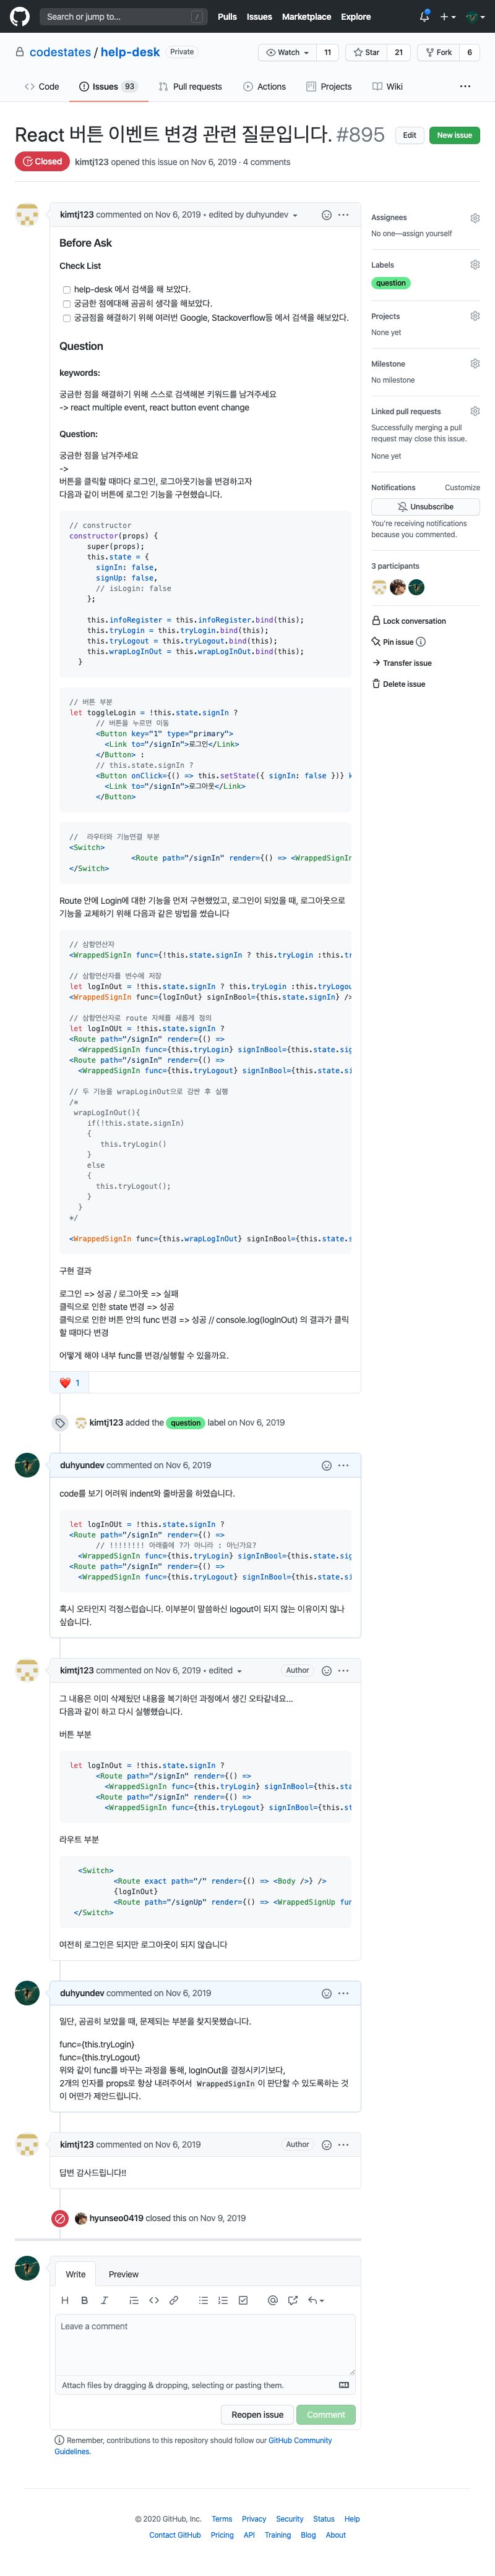 Search or jump to...
/
Pulls Issues Marketplace Explore
codestates / help-desk Private
Watch 11 Star 21 Fork 6
Code Issues 93 Pull requests Actions Projects Wiki ...
React 버튼 이벤트 변경 관련 질문입니다. #895
Edit New issue
Closed kimtj123 opened this issue on Nov 6, 2019 · 4 comments
kimtj123 commented on Nov 6, 2019 • edited by duhyundev
Before Ask
Check List
help-desk 에서 검색을 해 보았다.
궁금한 점에대해 곰곰히 생각을 해보았다.
궁금점을 해결하기 위해 여러번 Google, Stackoverflow등 에서 검색을 해보았다.
Question
keywords:
궁금한 점을 해결하기 위해 스스로 검색해본 키워드를 남겨주세요
-> react multiple event, react button event change
Question:
궁금한 점을 남겨주세요
->
버튼을 클릭할 때마다 로그인, 로그아웃기능을 변경하고자
다음과 같이 버튼에 로그인 기능을 구현했습니다.
// constructor
constructor(props) {
super(props);
this.state = {
signIn: false,
signUp: false,
// isLogin: false
};
this.infoRegister = this.infoRegister.bind(this);
this.tryLogin = this.tryLogin.bind(this);
this.tryLogout = this.tryLogout.bind(this);
this.wrapLogInOut = this.wrapLogInOut.bind(this);
}
// 버튼 부분
let toggleLogin = !this.state.signIn ?
// 버튼을 누르면 이동
<Button key="1" type="primary">
<Link to="/signIn">로그인</Link>
</Button> :
// this.state.signIn ?
<Button onClick={() => this.setState({ signIn: false })} k
<Link to="/signIn">로그아웃</Link>
</Button>
// 라우터와 기능연결 부분
<Switch>
<Route path="/signIn" render={() => <WrappedSignIn
</Switch>
Route 안에 Login에 대한 기능을 먼저 구현했었고, 로그인이 되었을 때, 로그아웃으로
기능을 교체하기 위해 다음과 같은 방법을 썼습니다
// 삼항연산자
<WrappedSignIn func={!this.state.signIn ? this.tryLogin :this.tr
// 삼항연산자를 변수에 저장
let logInOut = !this.state.signIn ? this.tryLogin :this.tryLogou
<WrappedSignIn func={logInOut} signInBool={this.state.signIn} />
// 삼항연산자로 route 자체를 새롭게 정의
let logInOUt = !this.state.signIn ?
<Route path="/signIn" render={() =>
<WrappedSignIn func={this.tryLogin} signInBool={this.state.sig
<Route path="/signIn" render={() =>
<WrappedSignIn func={this.tryLogout} signInBool={this.state.si
// 두 기능을 wrapLoginOut으로 감싼 후 실행
/*
wrapLogInOut(){
if(!this.state.signIn)
{
this.tryLogin()
}
else
{
this.tryLogout();
}
}
*/
<WrappedSignIn func={this.wrapLogInOut} signInBool={this.state.s
구현 결과
로그인 => 성공 / 로그아웃 => 실패
클릭으로 인한 state 변경 => 성공
클릭으로 인한 버튼 안의 func 변경 => 성공 // console.log(logInOut) 의 결과가 클릭
할 때마다 변경
어떻게 해야 내부 func를 변경/실행할 수 있을까요.
❤️ 1
kimtj123 added the question label on Nov 6, 2019
duhyundev commented on Nov 6, 2019
code를 보기 어려워 indent와 줄바꿈을 하였습니다.
let logInOUt = !this.state.signIn ?
<Route path="/signIn" render={() =>
// !!!!!!!! 아래줄에 ?가 아니라 : 아닌가요?
<WrappedSignIn func={this.tryLogin} signInBool={this.state.sig
<Route path="/signIn" render={() =>
<WrappedSignIn func={this.tryLogout} signInBool={this.state.si
혹시 오타인지 걱정스럽습니다. 이부분이 말씀하신 logout이 되지 않는 이유이지 않나
싶습니다.
kimtj123 commented on Nov 6, 2019 • edited Author
그 내용은 이미 삭제됬던 내용을 복기하던 과정에서 생긴 오타같네요...
다음과 같이 하고 다시 실행했습니다.
버튼 부분
let logInOut = !this.state.signIn ?
<Route path="/signIn" render={() =>
<WrappedSignIn func={this.tryLogin} signInBool={this.sta
<Route path="/signIn" render={() =>
<WrappedSignIn func={this.tryLogout} signInBool={this.st
라우트 부분
<Switch>
<Route exact path="/" render={() => <Body />} />
{logInOut}
<Route path="/signUp" render={() => <WrappedSignUp fun
</Switch>
여전히 로그인은 되지만 로그아웃이 되지 않습니다
duhyundev commented on Nov 6, 2019
일단, 곰곰히 보았을 때, 문제되는 부분을 찾지못했습니다.
func={this.tryLogin}
func={this.tryLogout}
위와 같이 func를 바꾸는 과정을 통해, logInOut을 결정시키기보다,
2개의 인자를 props로 항상 내려주어서 WrappedSignIn 이 판단할 수 있도록하는 것
이 어떤가 제안드립니다.
kimtj123 commented on Nov 6, 2019 Author
답변 감사드립니다!!
hyunseo0419 closed this on Nov 9, 2019
Write Preview
Leave a comment
Attach files by dragging & dropping, selecting or pasting them.
Reopen issue Comment
Remember, contributions to this repository should follow our GitHub Community
Guidelines.
Assignees
No one—assign yourself
Labels
question
Projects
None yet
Milestone
No milestone
Linked pull requests
Successfully merging a pull
request may close this issue.
None yet
Notifications Customize
Unsubscribe
You're receiving notifications
because you commented.
3 participants
Lock conversation
Pin issue
Transfer issue
Delete issue
© 2020 GitHub, Inc. Terms Privacy Security Status Help
Contact GitHub Pricing API Training Blog About